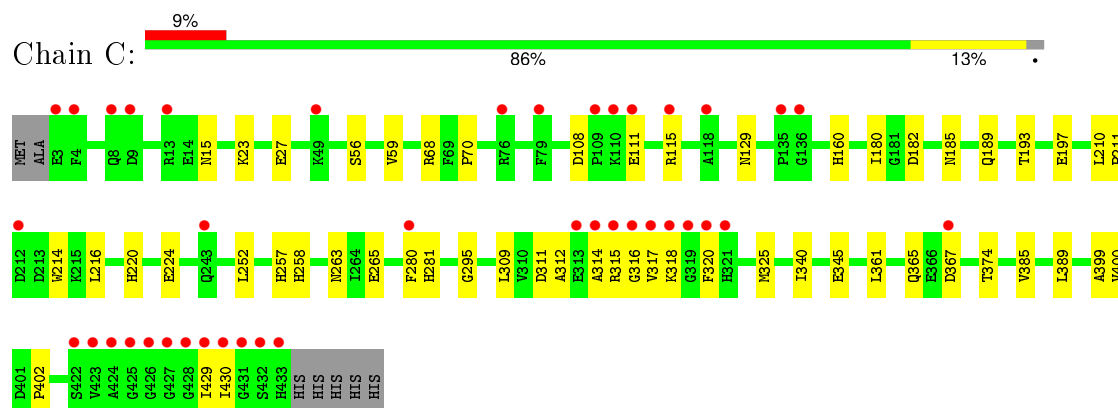 9%
Chain C:
86% 13% •
MET ALA E3 F4 Q8 D9 R13 E14 N15 K23 E27 K49 S56 V59 R68 F69 P70 R76 F79 D108 P109 K110 E111 R115 A118 N129 P135 G136 H160 I180 G181 D182 N185 Q189 T193 E197 L210
D212 D213 W214 K215 L216 H220 E224 Q243 L252 H257 H258 N263 I264 E265 F280 H281 G295 L309 V310 D311 A312 E313 A314 R315 G316 V317 K318 G319 F320 H321 M325 I340 E345 L361 Q365 E366 D367 T374 V385 L389 A399
D401 P402 S422 V423 A424 G425 G426 G427 G428 I429 I430 G431 S432 H433 HIS HIS HIS HIS HIS